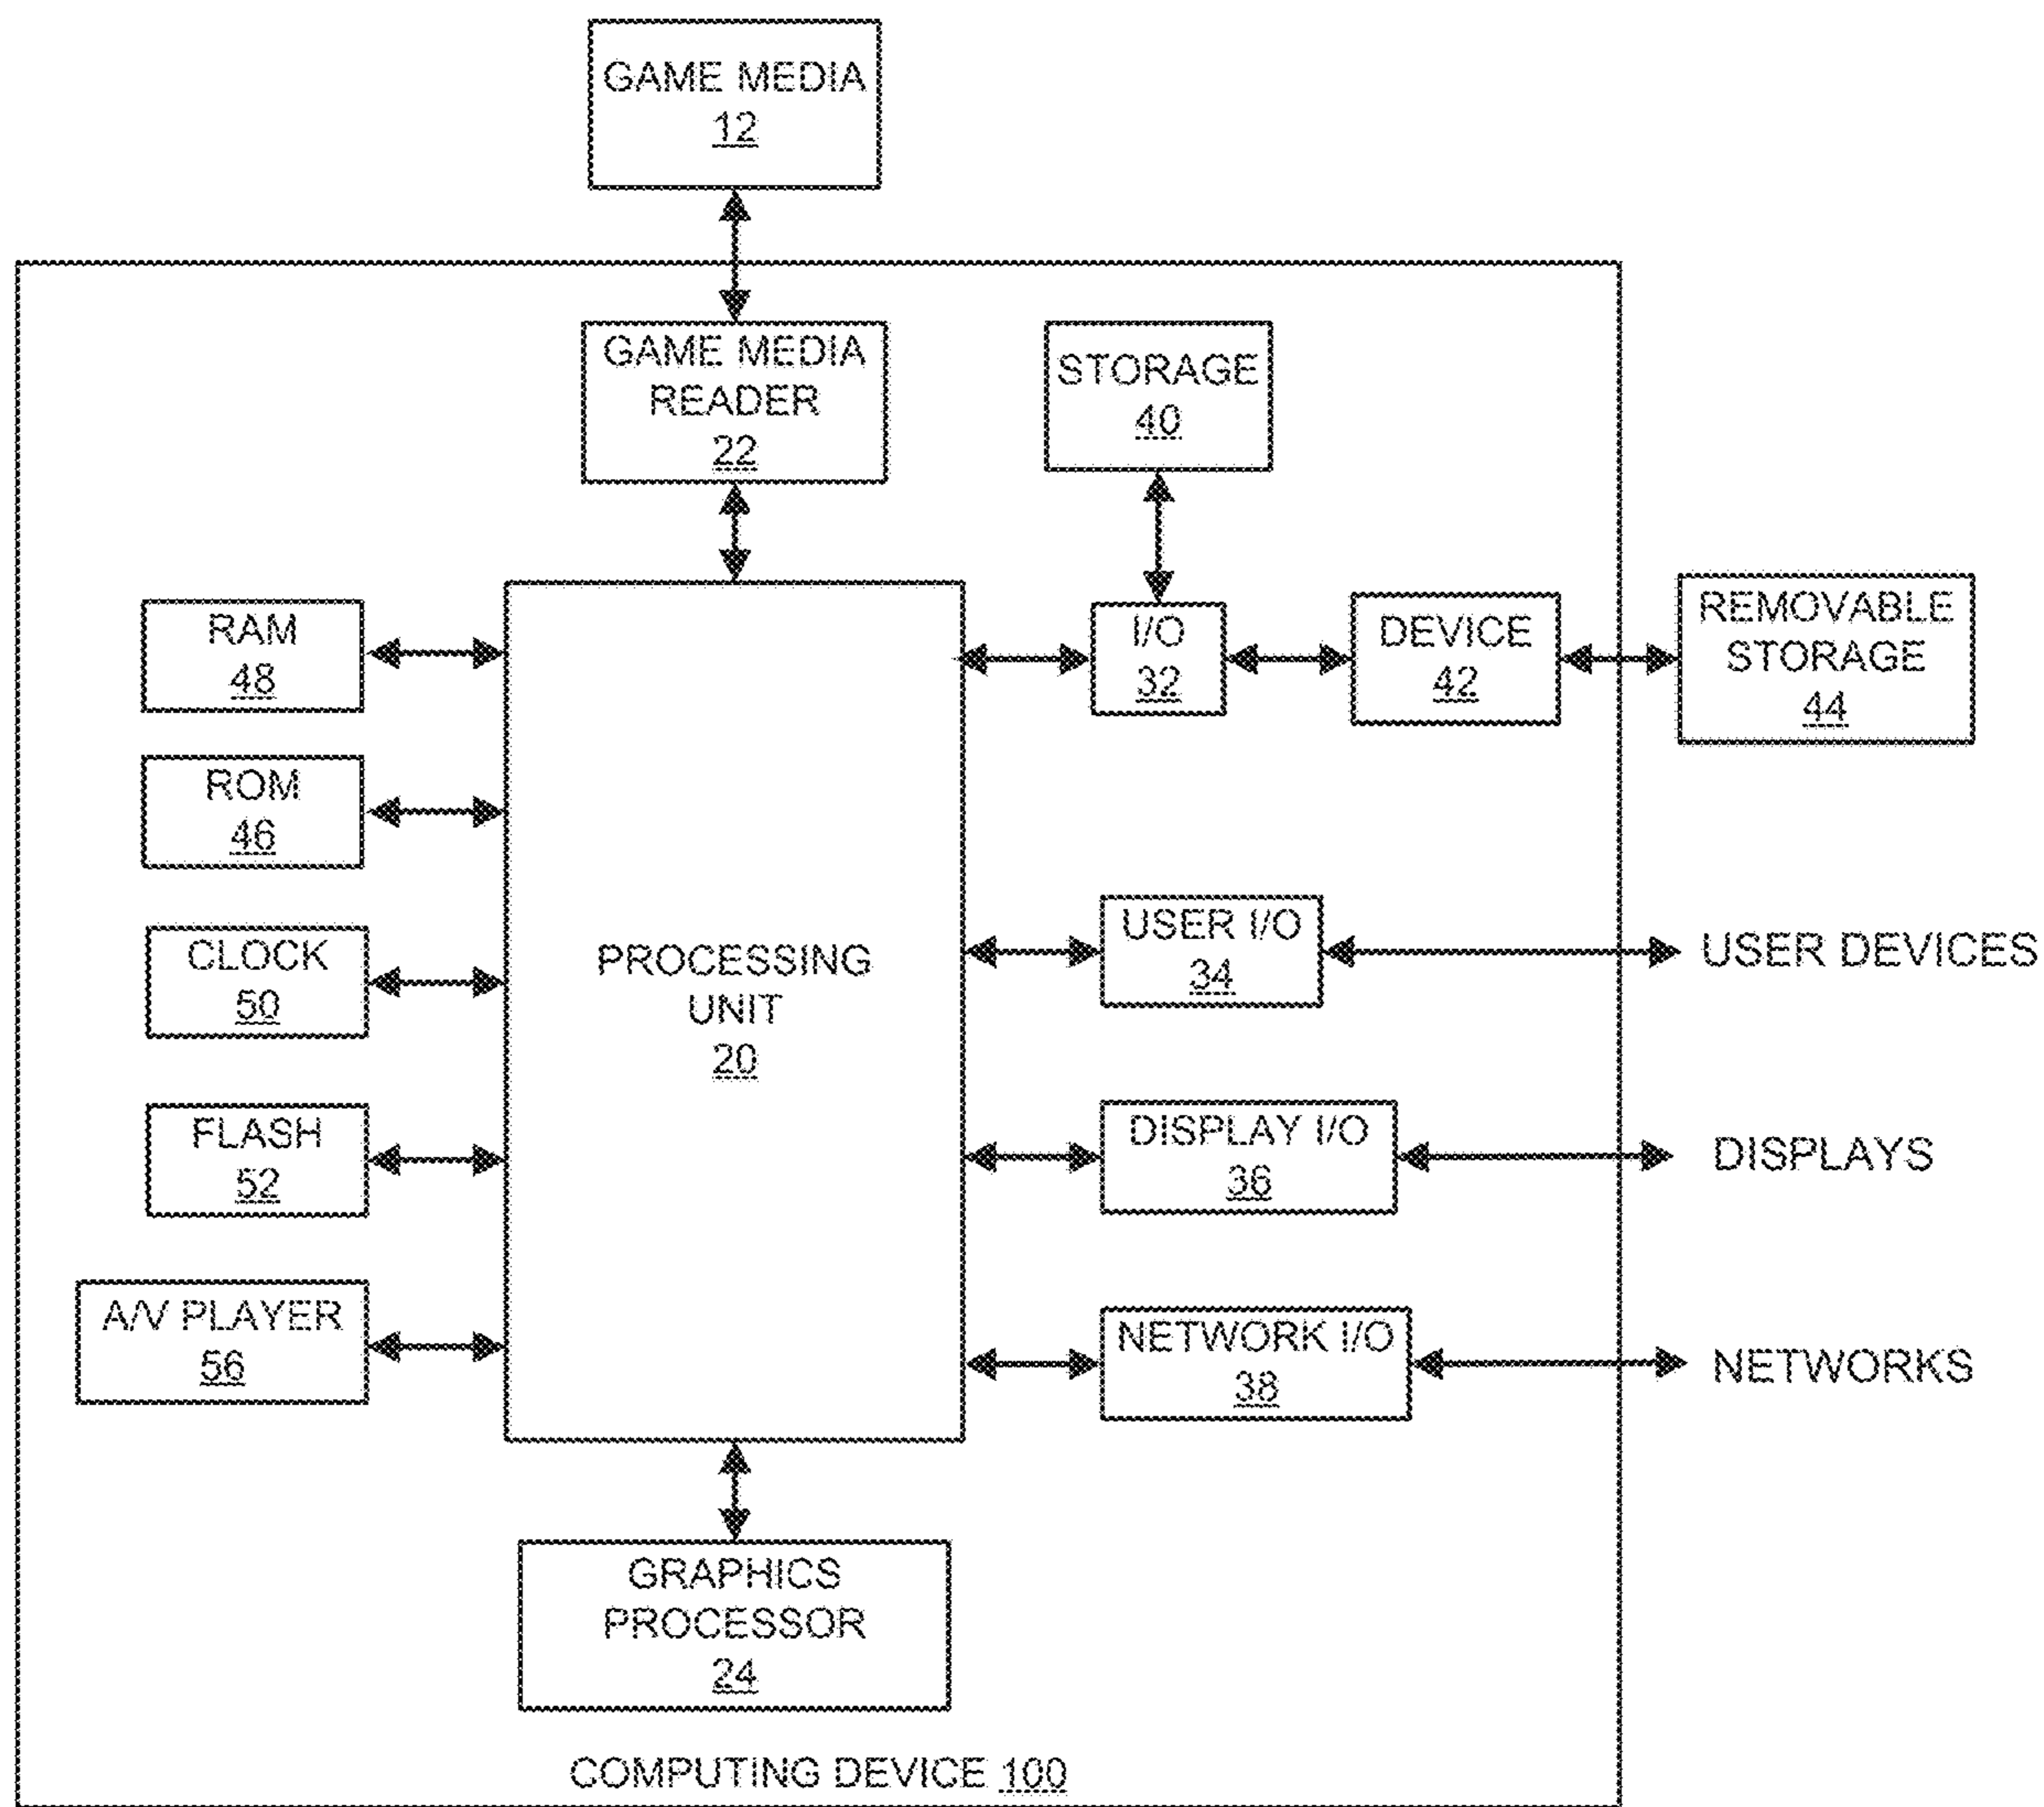 GAME MEDIA
12
GAME MEDIA
READER
22
STORAGE
40
RAM
48
I/O
32
DEVICE
42
REMOVABLE
STORAGE
44
ROM
46
CLOCK
50
PROCESSING
UNIT
20
USER I/O
34
USER DEVICES
FLASH
52
DISPLAY I/O
36
DISPLAYS
A/V PLAYER
56
NETWORK I/O
38
NETWORKS
GRAPHICS
PROCESSOR
24
COMPUTING DEVICE 100